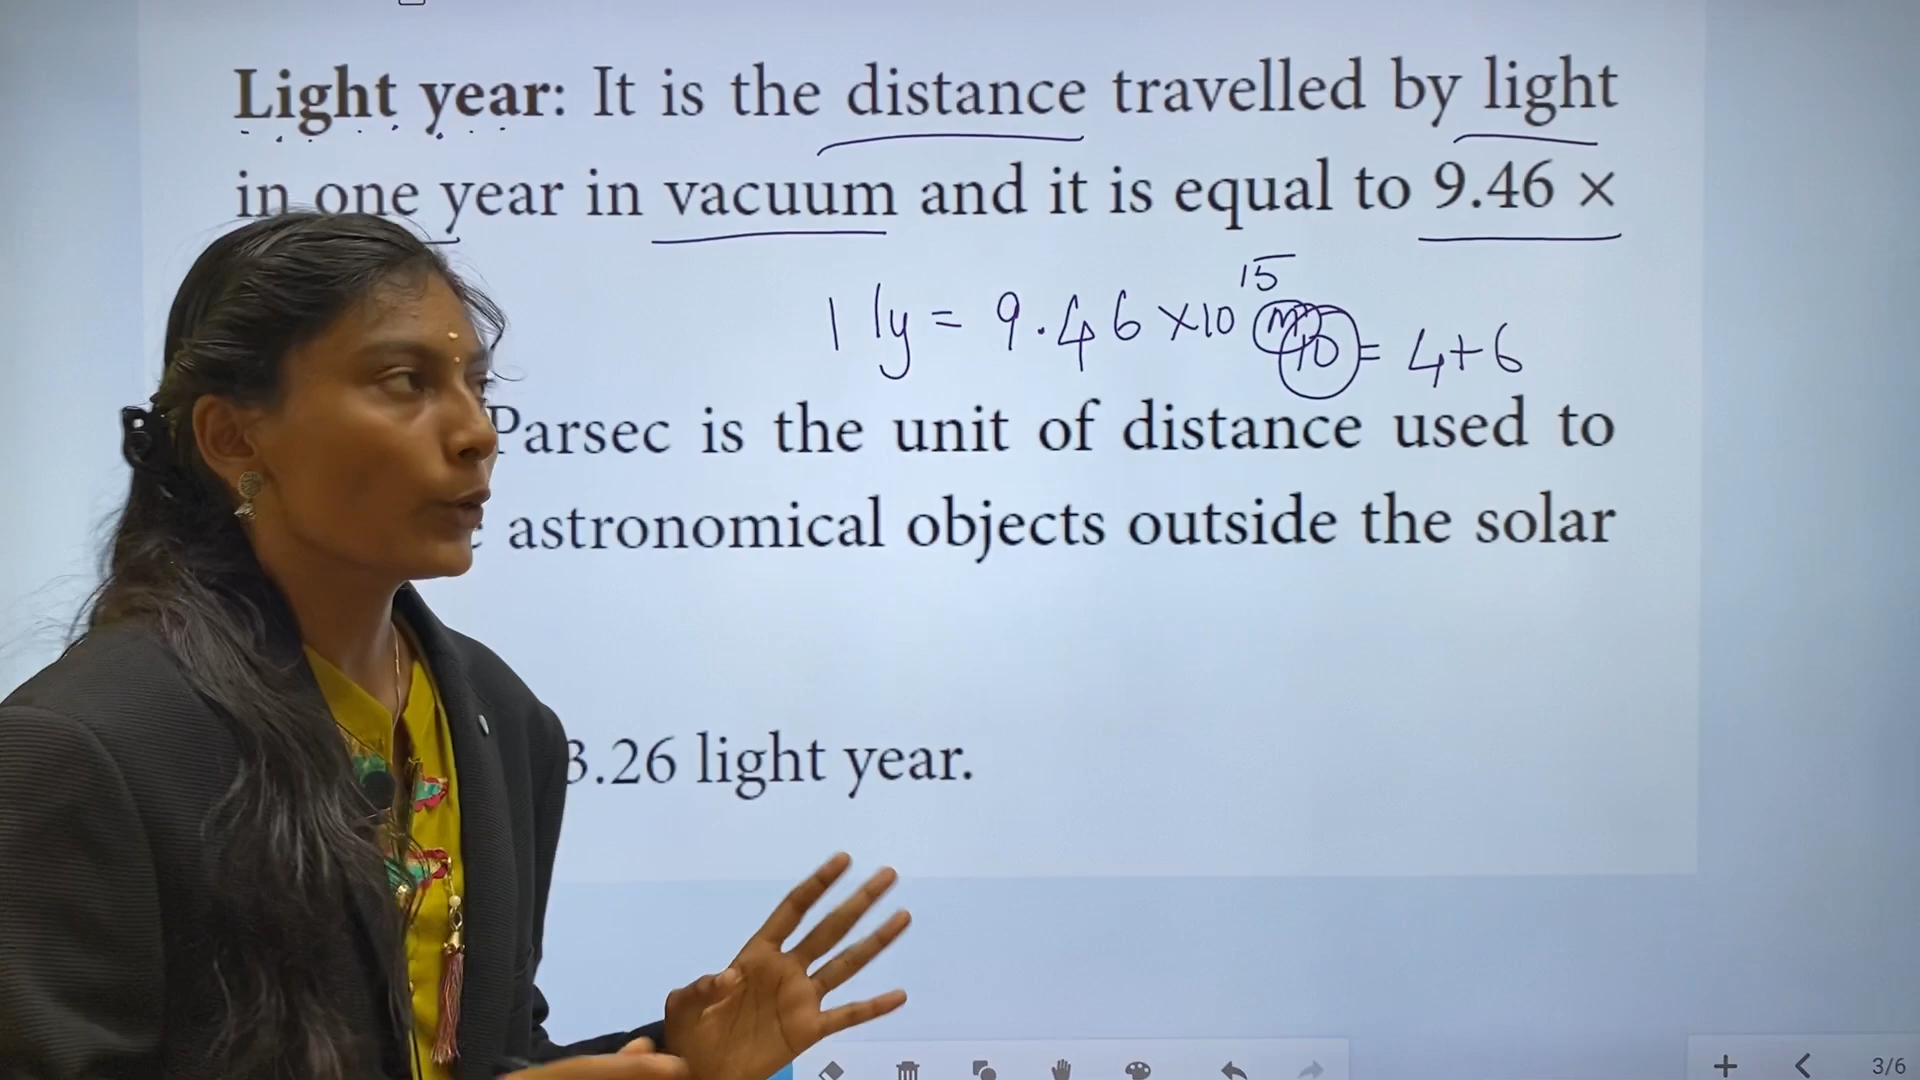 Light year: It is the distance travelled by light
in one year in vacuum and it is equal to 9.46 ×
1 ly = 9.46 × 10 15 m
10 = 4+6
Parsec is the unit of distance used to
astronomical objects outside the solar
3.26 light year.
3/6